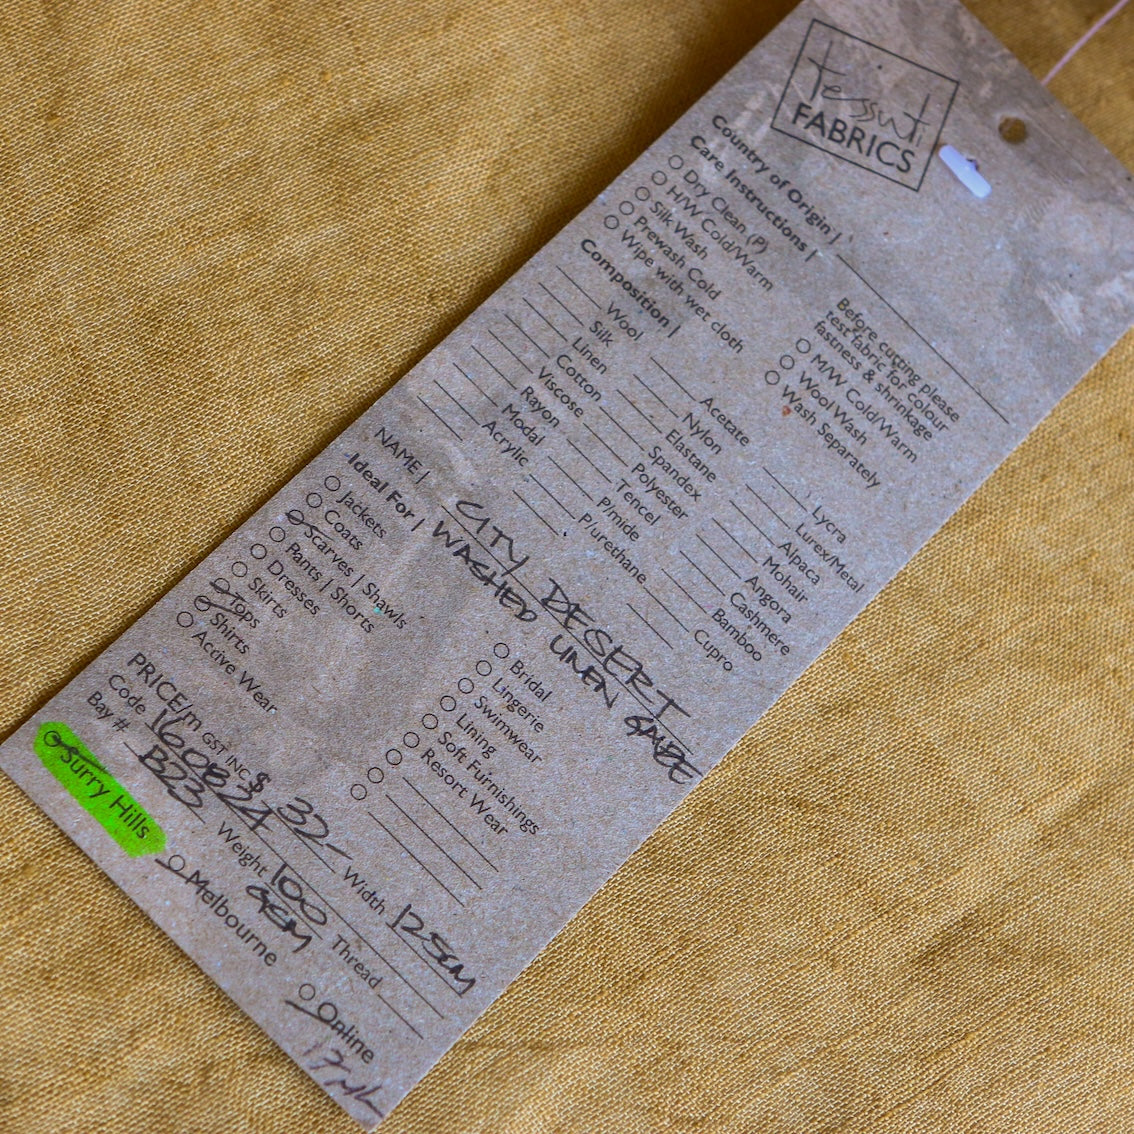 tessuti
FABRICS
Country of Origin |
Care Instructions |
Dry Clean (P)
H/W Cold/Warm
Silk Wash
Prewash Cold
Wipe with wet cloth
Before cutting please
test fabric for colour
fastness & shrinkage
M/W Cold/Warm
Wool Wash
Wash Separately
Composition |
Wool
Silk
Linen
Cotton
Viscose
Rayon
Modal
Acrylic
Acetate
Nylon
Elastane
Spandex
Polyester
Tencel
P/mide
P/urethane
Lycra
Lurex/Metal
Alpaca
Mohair
Angora
Cashmere
Bamboo
Cupro
NAME | CITY DESERT
WASHED LINEN GAUZE
Ideal For |
Jackets
Coats
Scarves | Shawls
Pants | Shorts
Dresses
Skirts
Tops
Shirts
Active Wear
Bridal
Lingerie
Swimwear
Lining
Soft Furnishings
Resort Wear
PRICE/m GST INC $ 32- Width 125cm
Code 160B24 Weight 100 Thread
GSM
Bay # B23
Surry Hills Melbourne Online